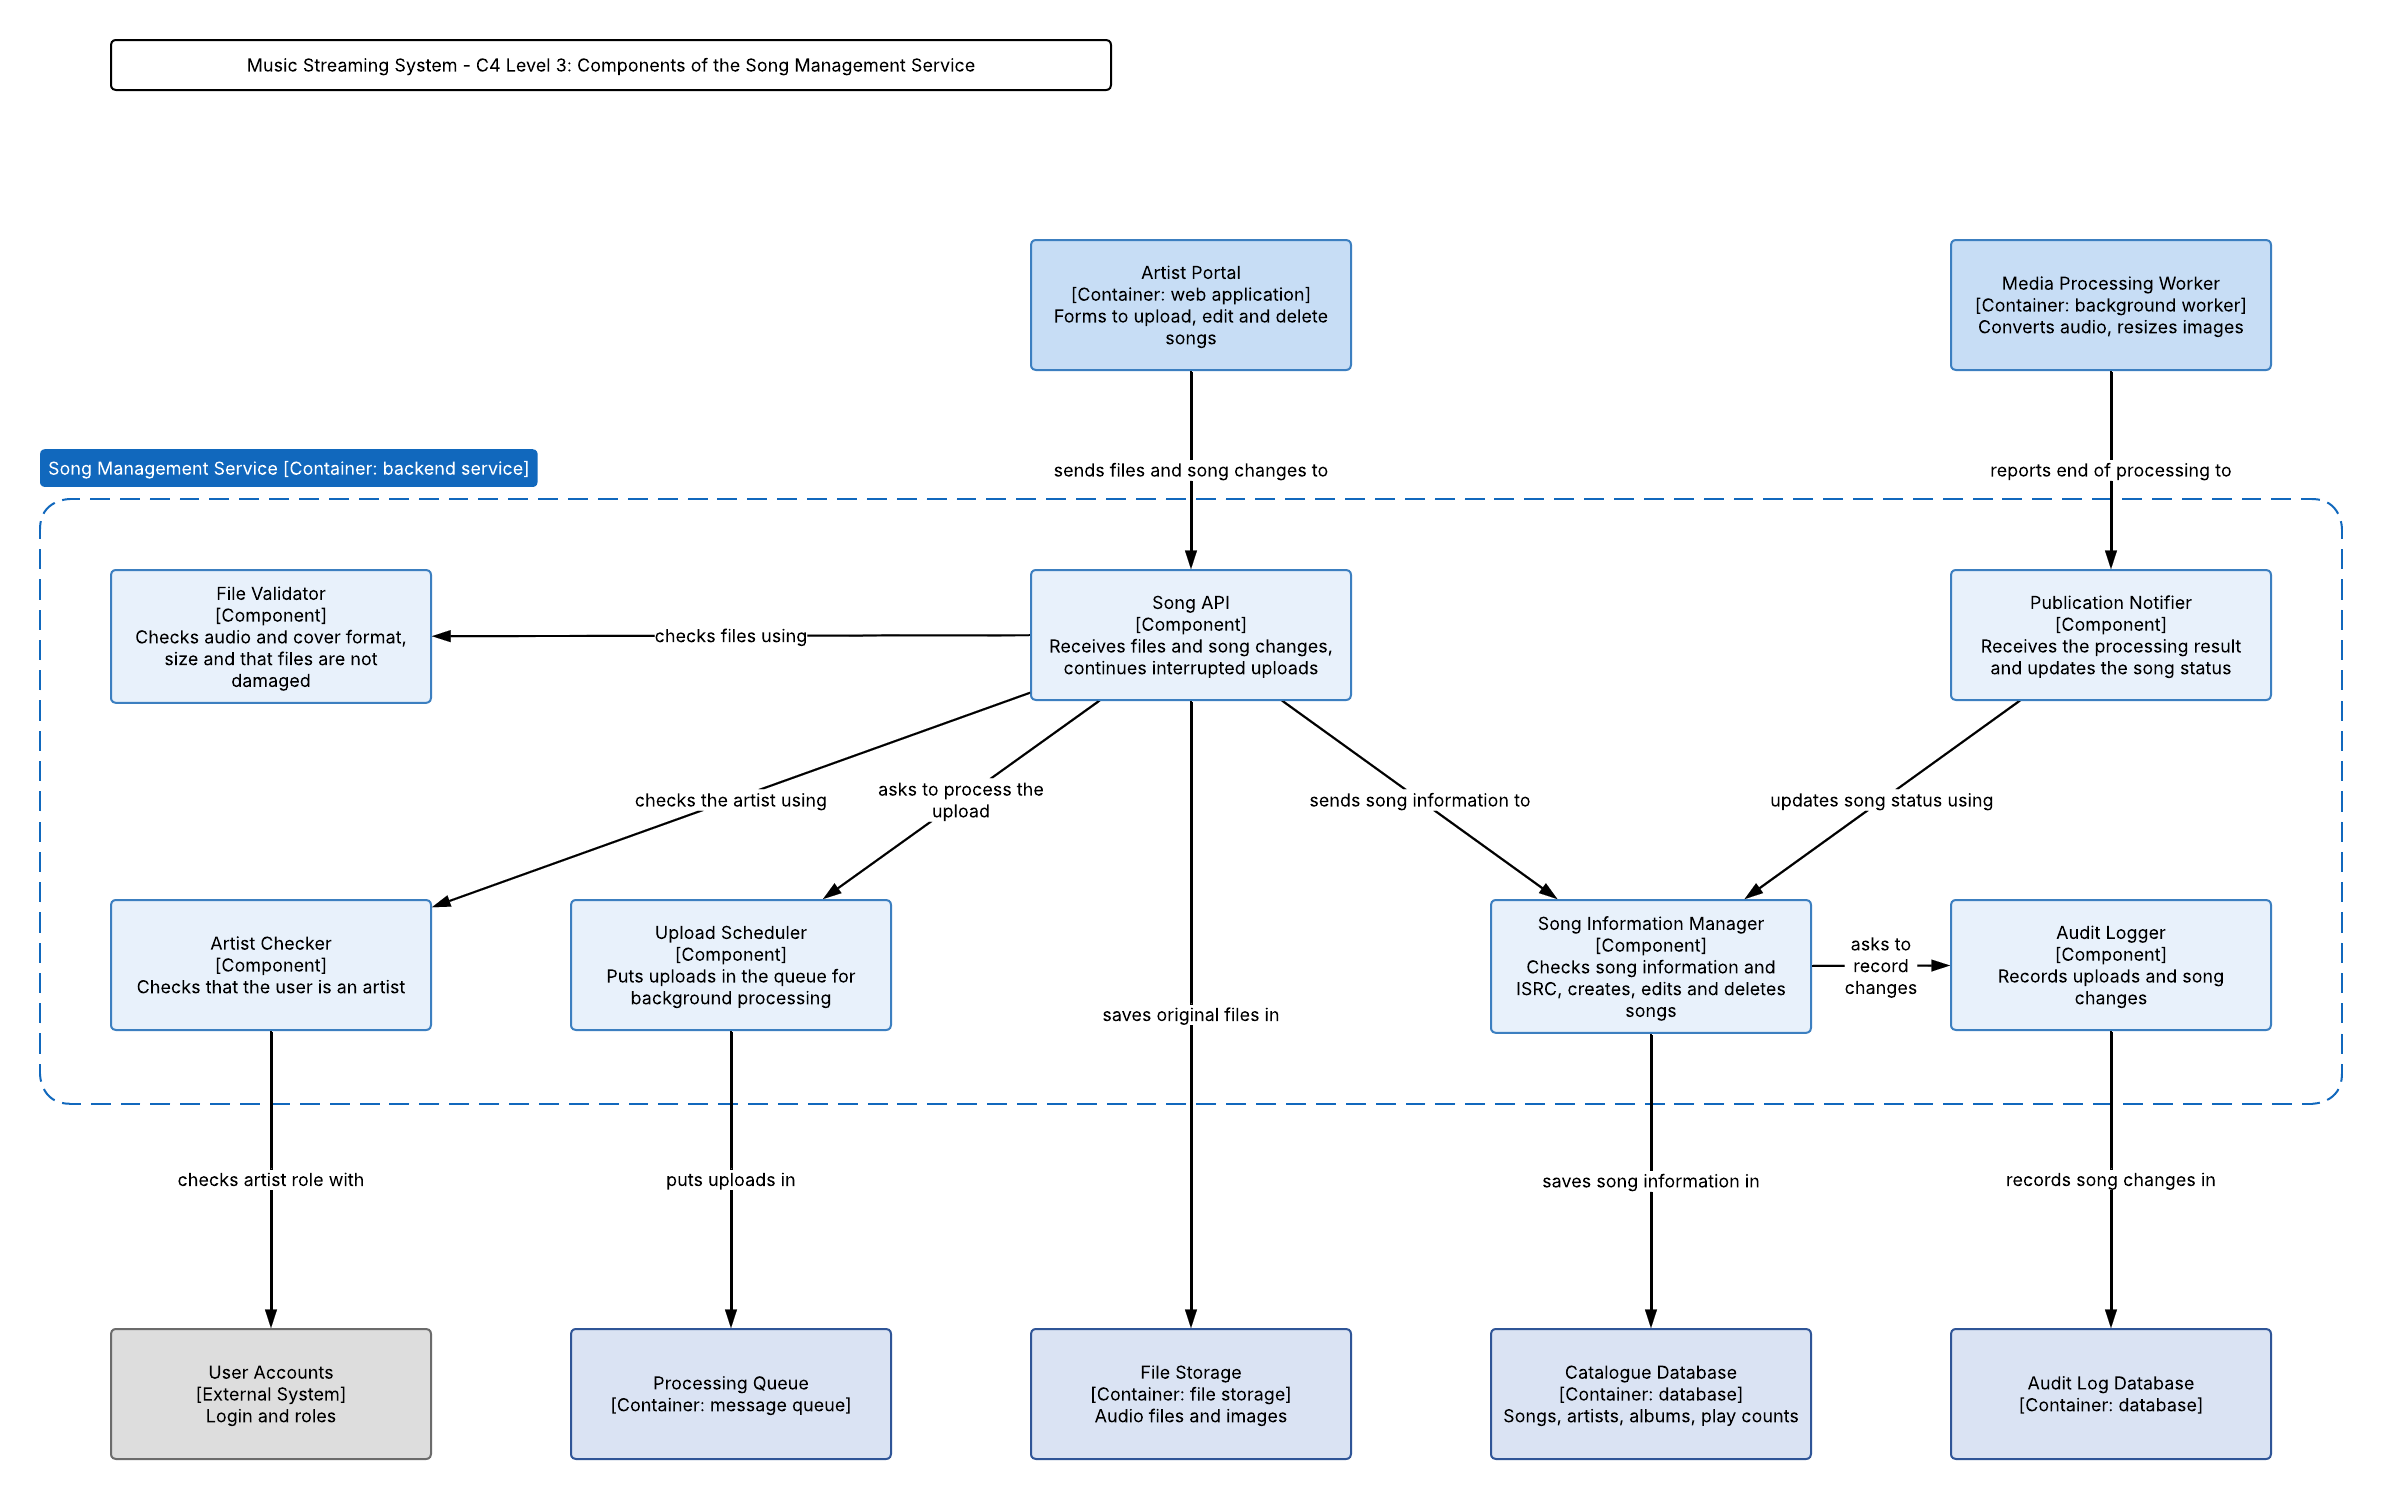 Music Streaming System - C4 Level 3: Components of the Song Management Service
Artist Portal
[Container: web application]
Forms to upload, edit and delete
songs
Media Processing Worker
[Container: background worker]
Converts audio, resizes images
Song Management Service [Container: backend service]
sends files and song changes to
reports end of processing to
File Validator
[Component]
Checks audio and cover format,
size and that files are not
damaged
checks files using
Song API
[Component]
Receives files and song changes,
continues interrupted uploads
Publication Notifier
[Component]
Receives the processing result
and updates the song status
checks the artist using
asks to process the
upload
sends song information to
updates song status using
Artist Checker
[Component]
Checks that the user is an artist
Upload Scheduler
[Component]
Puts uploads in the queue for
background processing
saves original files in
Song Information Manager
[Component]
Checks song information and
ISRC, creates, edits and deletes
songs
asks to
record
changes
Audit Logger
[Component]
Records uploads and song
changes
checks artist role with
puts uploads in
saves song information in
records song changes in
User Accounts
[External System]
Login and roles
Processing Queue
[Container: message queue]
File Storage
[Container: file storage]
Audio files and images
Catalogue Database
[Container: database]
Songs, artists, albums, play counts
Audit Log Database
[Container: database]